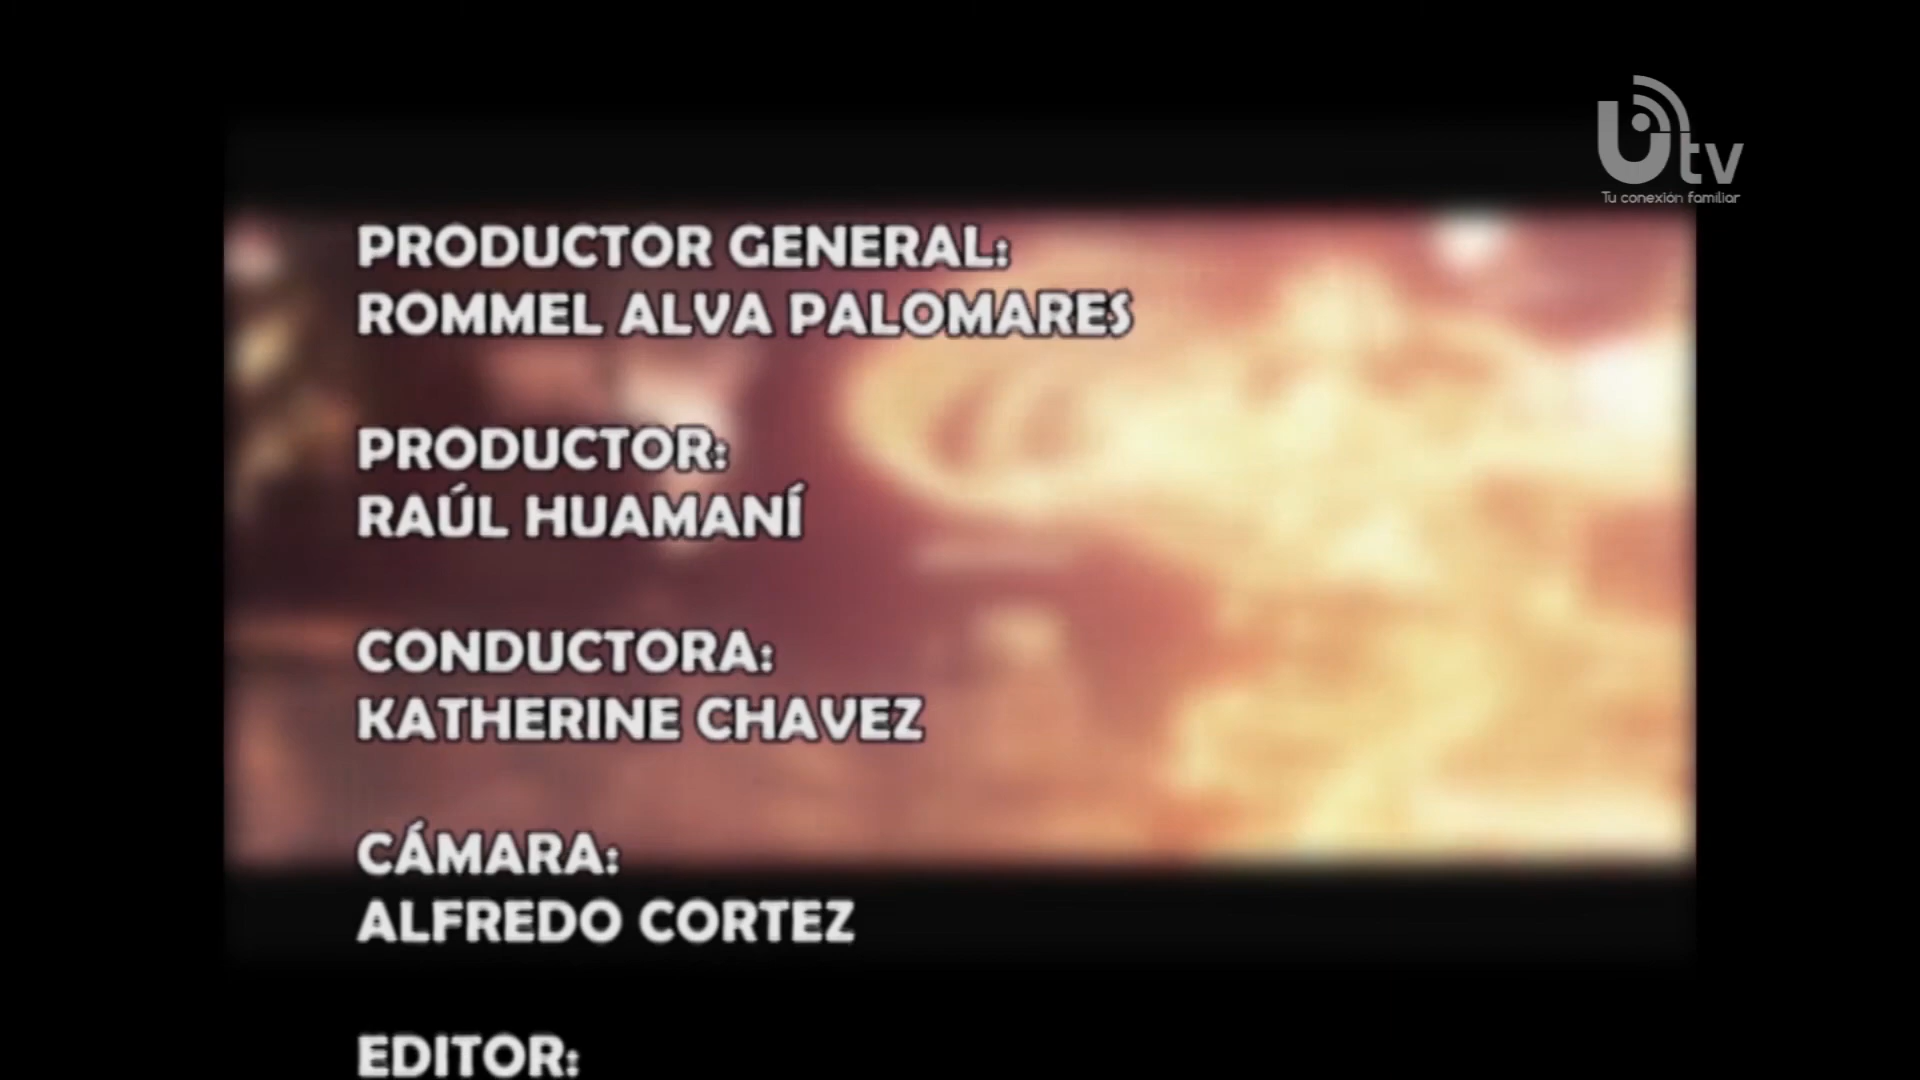 Utv
Tu conexión familiar
PRODUCTOR GENERAL:
ROMMEL ALVA PALOMARES
PRODUCTOR:
RAÚL HUAMANÍ
CONDUCTORA:
KATHERINE CHAVEZ
CÁMARA:
ALFREDO CORTEZ
EDITOR: